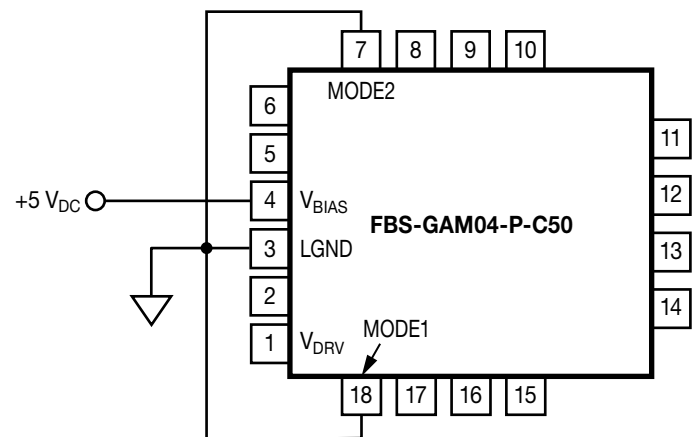 7 8 9 10
MODE2
6
5
11
+5 VDC
4 VBIAS
12
FBS-GAM04-P-C50
3 LGND
13
2
14
MODE1
1 VDRV
18 17 16 15